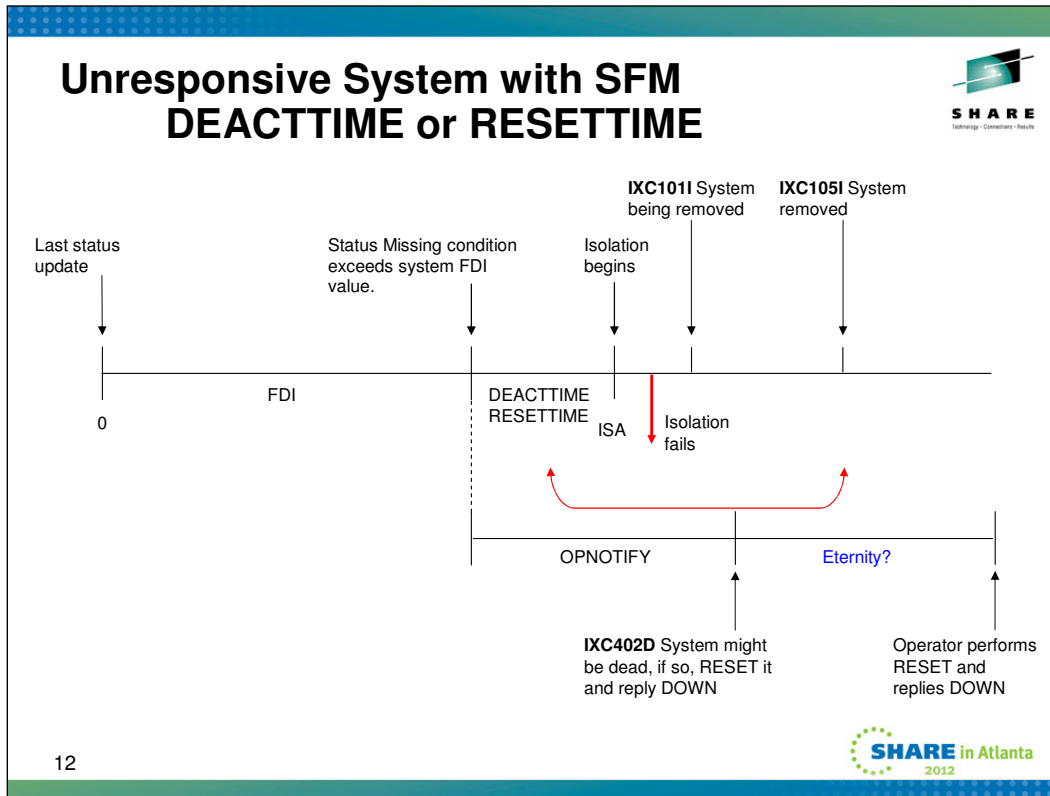 Unresponsive System with SFM
DEACTTIME or RESETTIME
SHARE
Technology - Connections - Results
IXC101I System
being removed
IXC105I System
removed
Last status
update
Status Missing condition
exceeds system FDI
value.
Isolation
begins
0
FDI
DEACTTIME
RESETTIME
ISA
Isolation
fails
OPNOTIFY
Eternity?
IXC402D System might
be dead, if so, RESET it
and reply DOWN
Operator performs
RESET and
replies DOWN
12
SHARE in Atlanta
2012